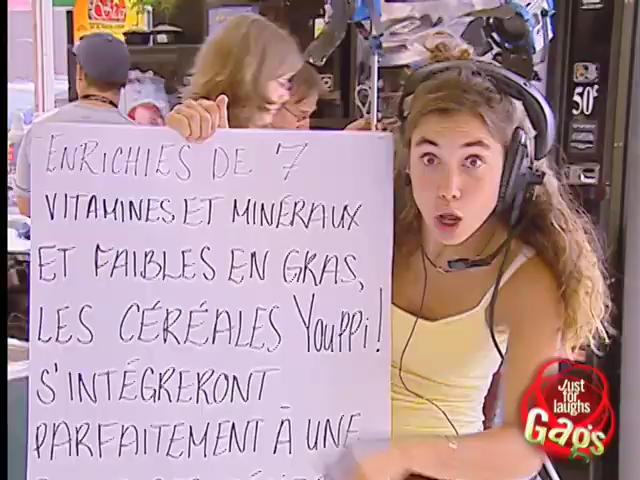 ENRICHIES DE 7
VITAMINES ET MINÉRAUX
ET FAIBLES EN GRAS,
LES CÉRÉALES YOUPPi!
S'INTÉGRERONT
PARFAITEMENT À UNE
50¢
Just
for
laughs
Gags